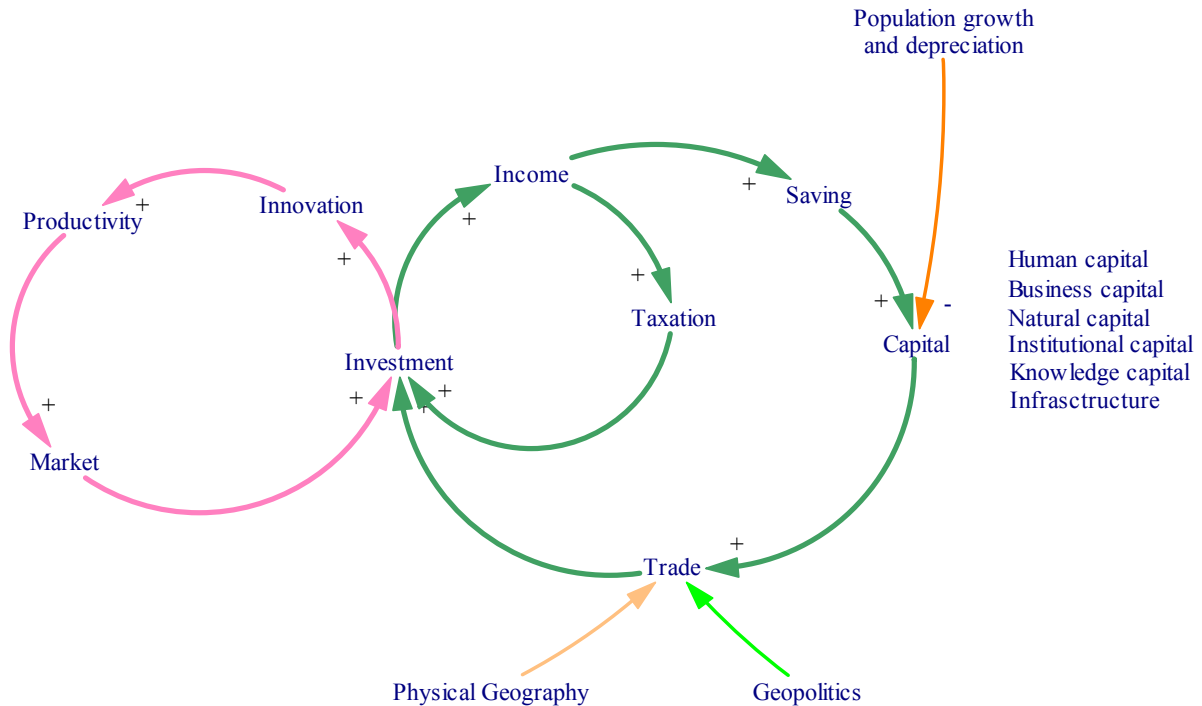 Population growth
and depreciation
Income
+
Saving
+
Innovation
+
Productivity
+
+
Human capital
Business capital
Natural capital
Institutional capital
Knowledge capital
Infrasctructure
+
-
Taxation
Capital
Investment
+
+
+
+
Market
+
Trade
Physical Geography
Geopolitics